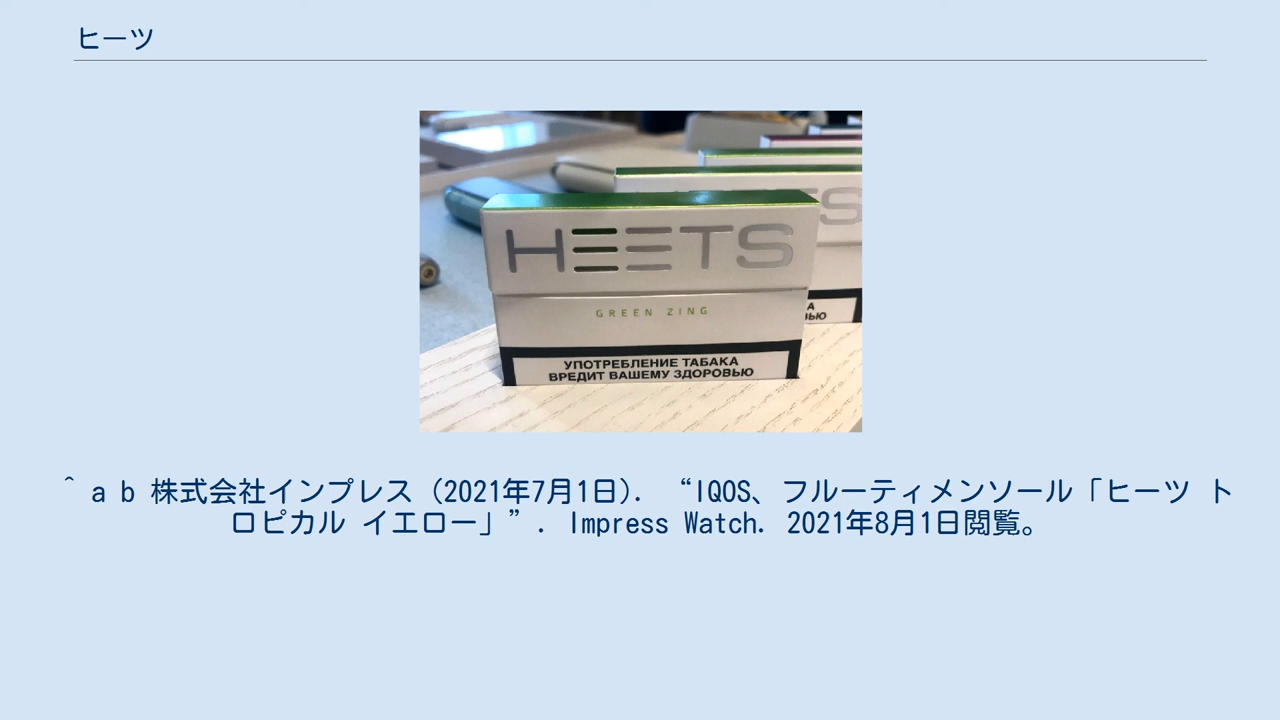 ヒーツ
HEETS
TS
GREEN ZING
УПОТРЕБЛЕНИЕ ТАБАКА
ВРЕДИТ ВАШЕМУ ЗДОРОВЬЮ
^ a b 株式会社インプレス (2021年7月1日). “IQOS、フルーティメンソール「ヒーツ ト
ロピカル イエロー」”. Impress Watch. 2021年8月1日閲覧。